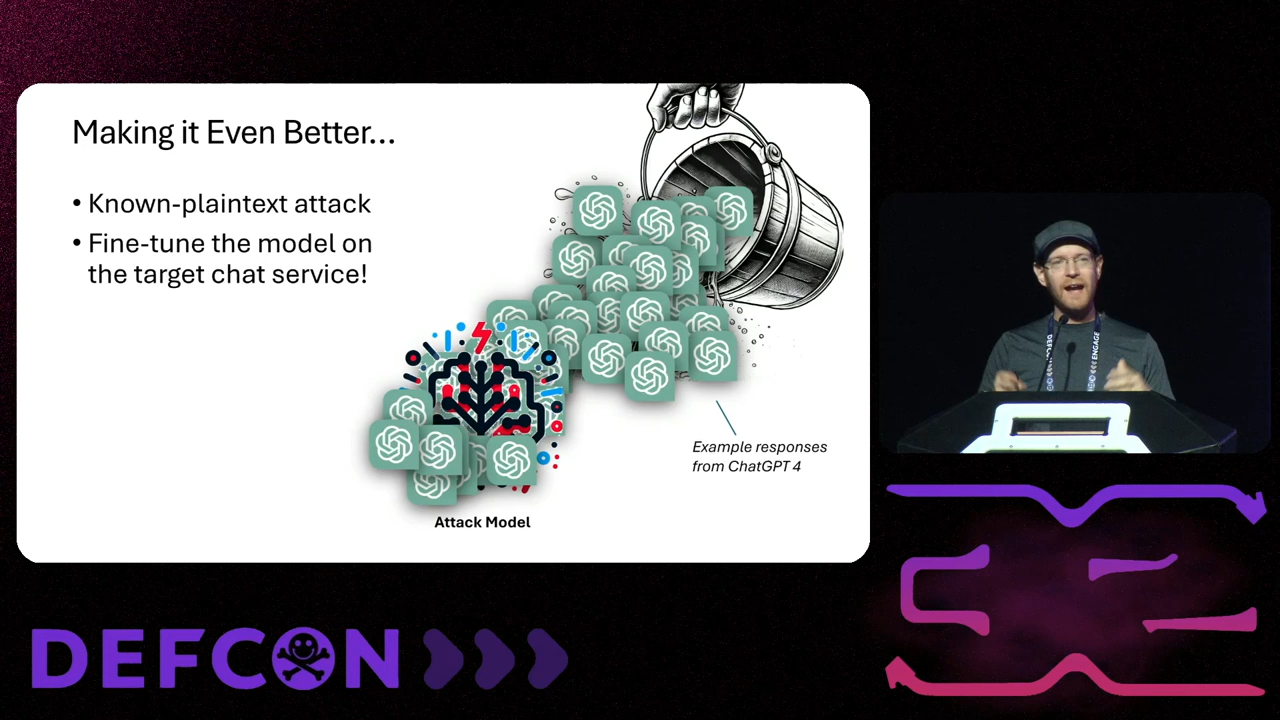 Making it Even Better...
• Known-plaintext attack
• Fine-tune the model on
the target chat service!
Example responses
from ChatGPT 4
Attack Model
DEFCON
ENGAGE